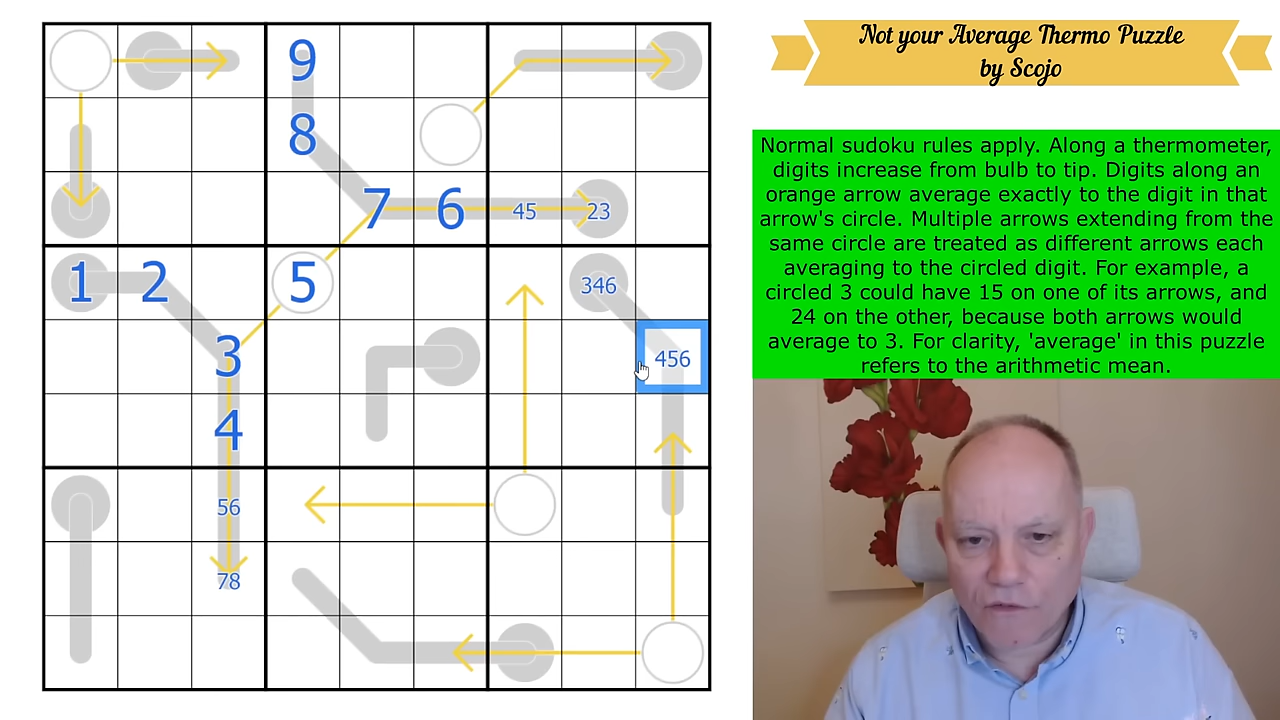 Not your Average Thermo Puzzle
by Scojo
Normal sudoku rules apply. Along a thermometer,
digits increase from bulb to tip. Digits along an
orange arrow average exactly to the digit in that
arrow's circle. Multiple arrows extending from the
same circle are treated as different arrows each
averaging to the circled digit. For example, a
circled 3 could have 15 on one of its arrows, and
24 on the other, because both arrows would
average to 3. For clarity, 'average' in this puzzle
refers to the arithmetic mean.
9
8
7 6 45 23
1 2 5 346
3 456
4
56
78